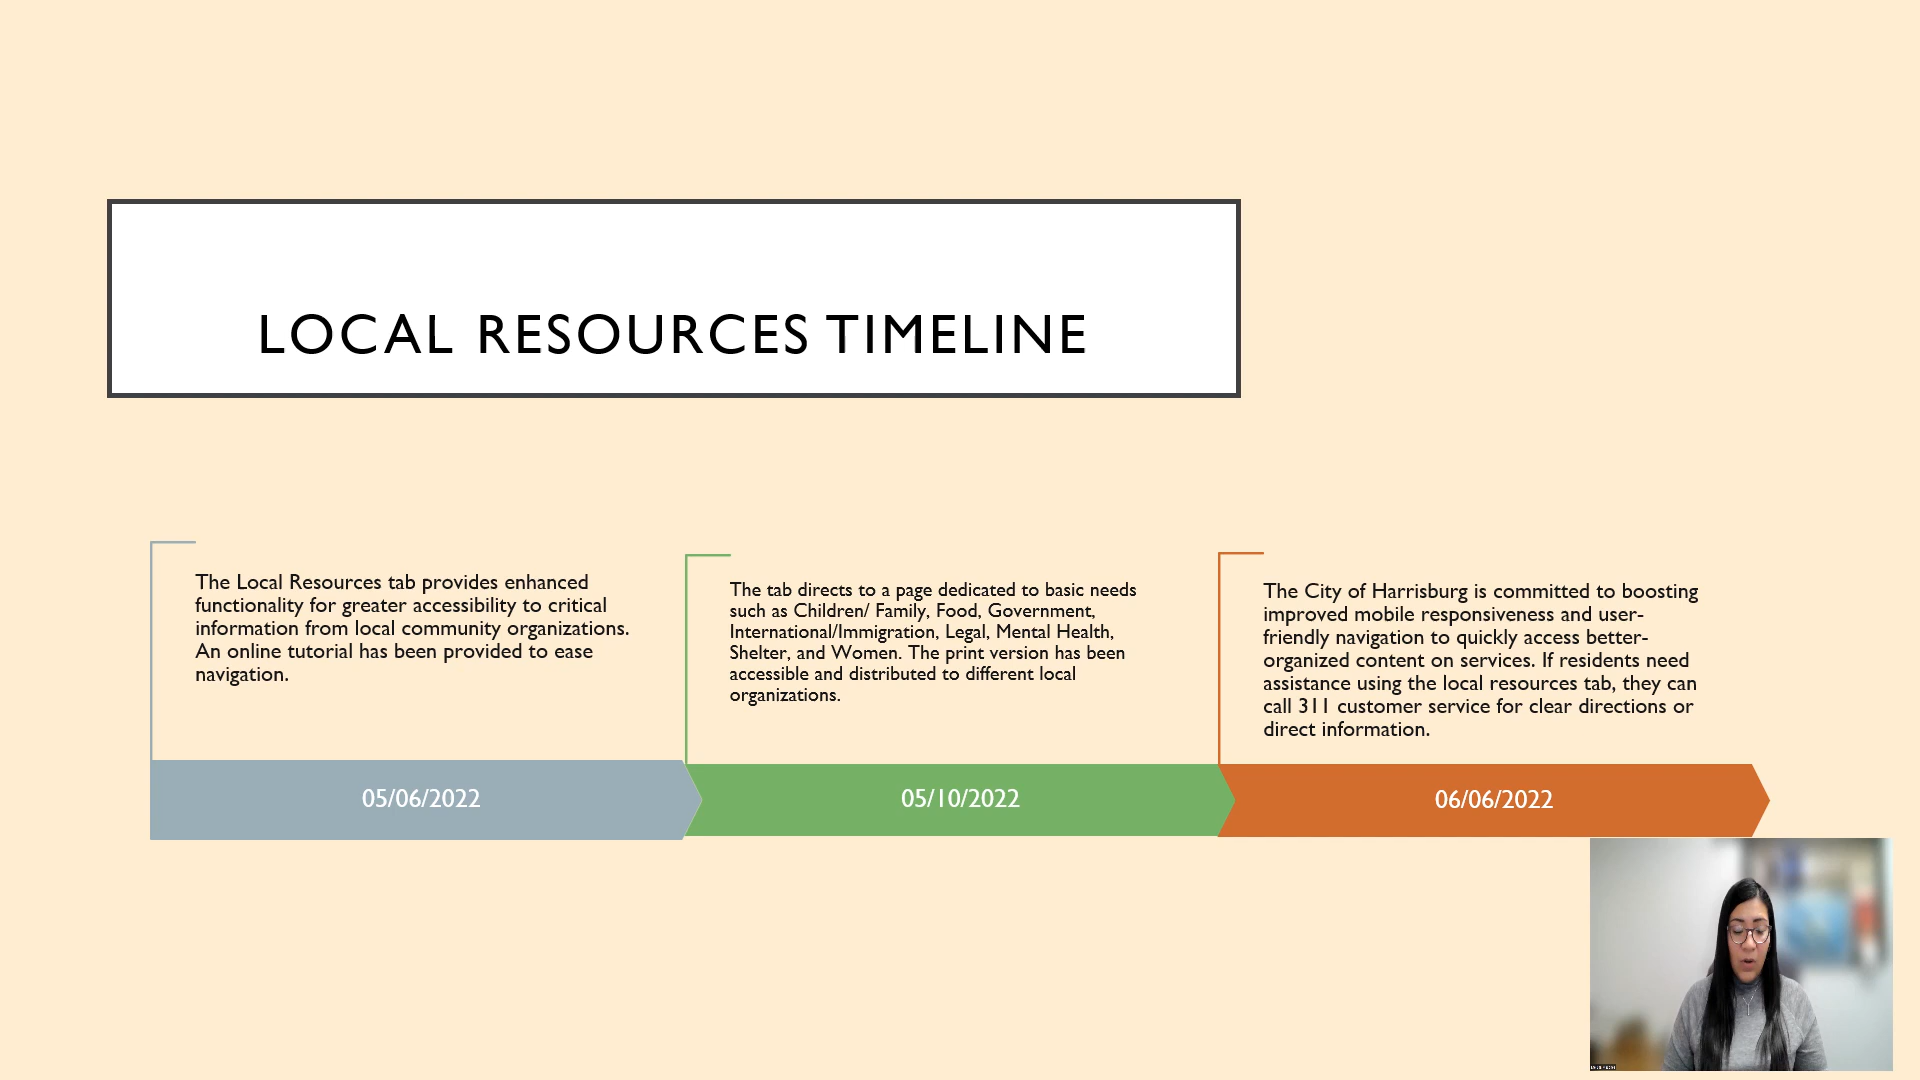 LOCAL RESOURCES TIMELINE
The Local Resources tab provides enhanced
functionality for greater accessibility to critical
information from local community organizations.
An online tutorial has been provided to ease
navigation.
05/06/2022
The tab directs to a page dedicated to basic needs
such as Children/ Family, Food, Government,
International/Immigration, Legal, Mental Health,
Shelter, and Women. The print version has been
accessible and distributed to different local
organizations.
05/10/2022
The City of Harrisburg is committed to boosting
improved mobile responsiveness and user-
friendly navigation to quickly access better-
organized content on services. If residents need
assistance using the local resources tab, they can
call 311 customer service for clear directions or
direct information.
06/06/2022